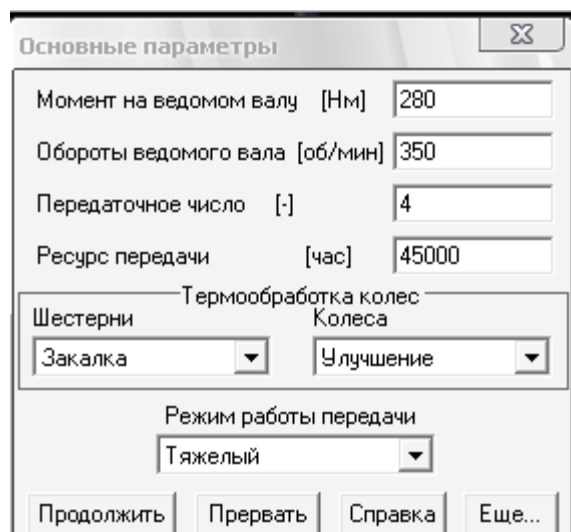 Основные параметры
Момент на ведомом валу [Нм] 280
Обороты ведомого вала [об/мин] 350
Передаточное число [-] 4
Ресурс передачи [час] 45000
Термообработка колес
Шестерни Колеса
Закалка Улучшение
Режим работы передачи
Тяжелый
Продолжить Прервать Справка Еще...